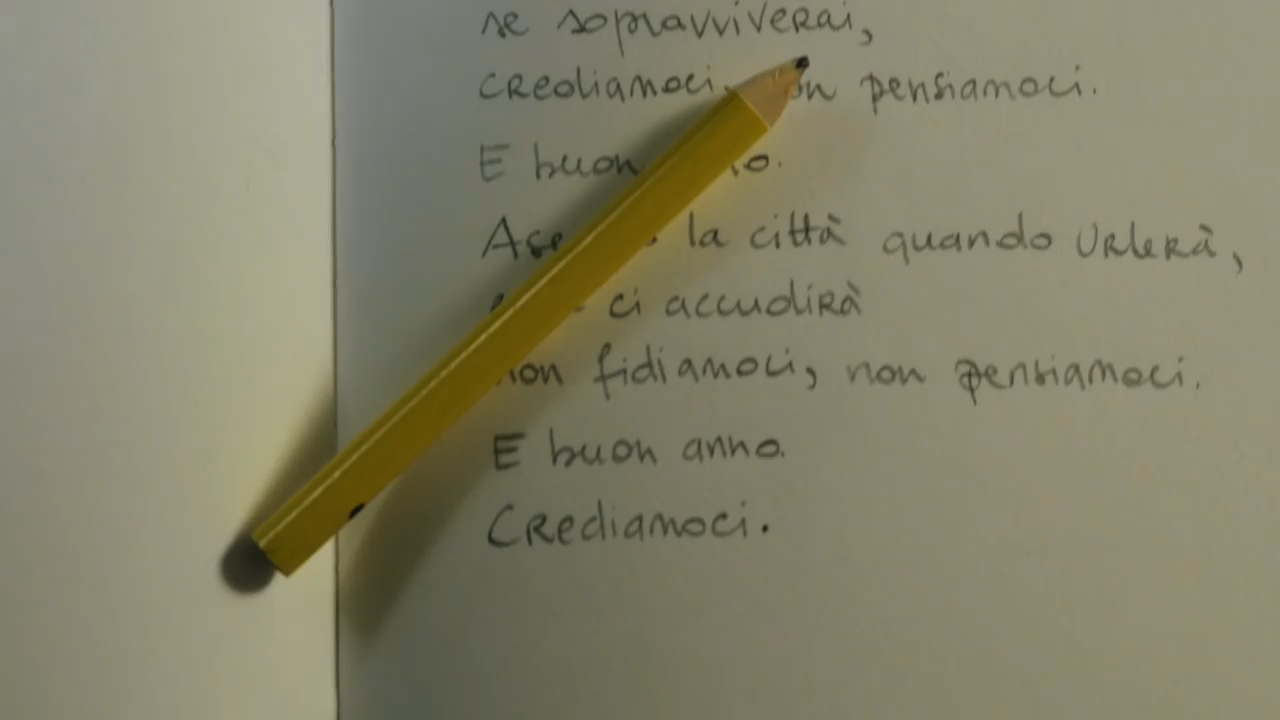 se sopravviverai,
crediamoci, pensiamoci.
E buon
la città quando urlerà,
ci accudirà
non fidiamoci, non pensiamoci.
E buon anno.
Crediamoci.